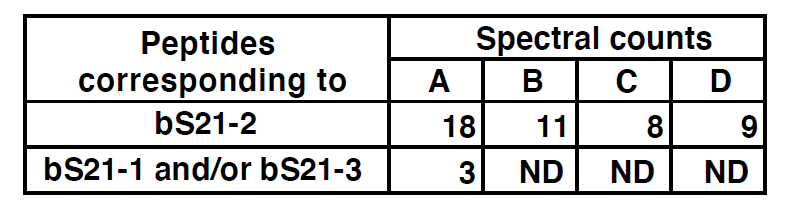 Peptides corresponding to Spectral counts
A B C D
bS21-2 18 11 8 9
bS21-1 and/or bS21-3 3 ND ND ND